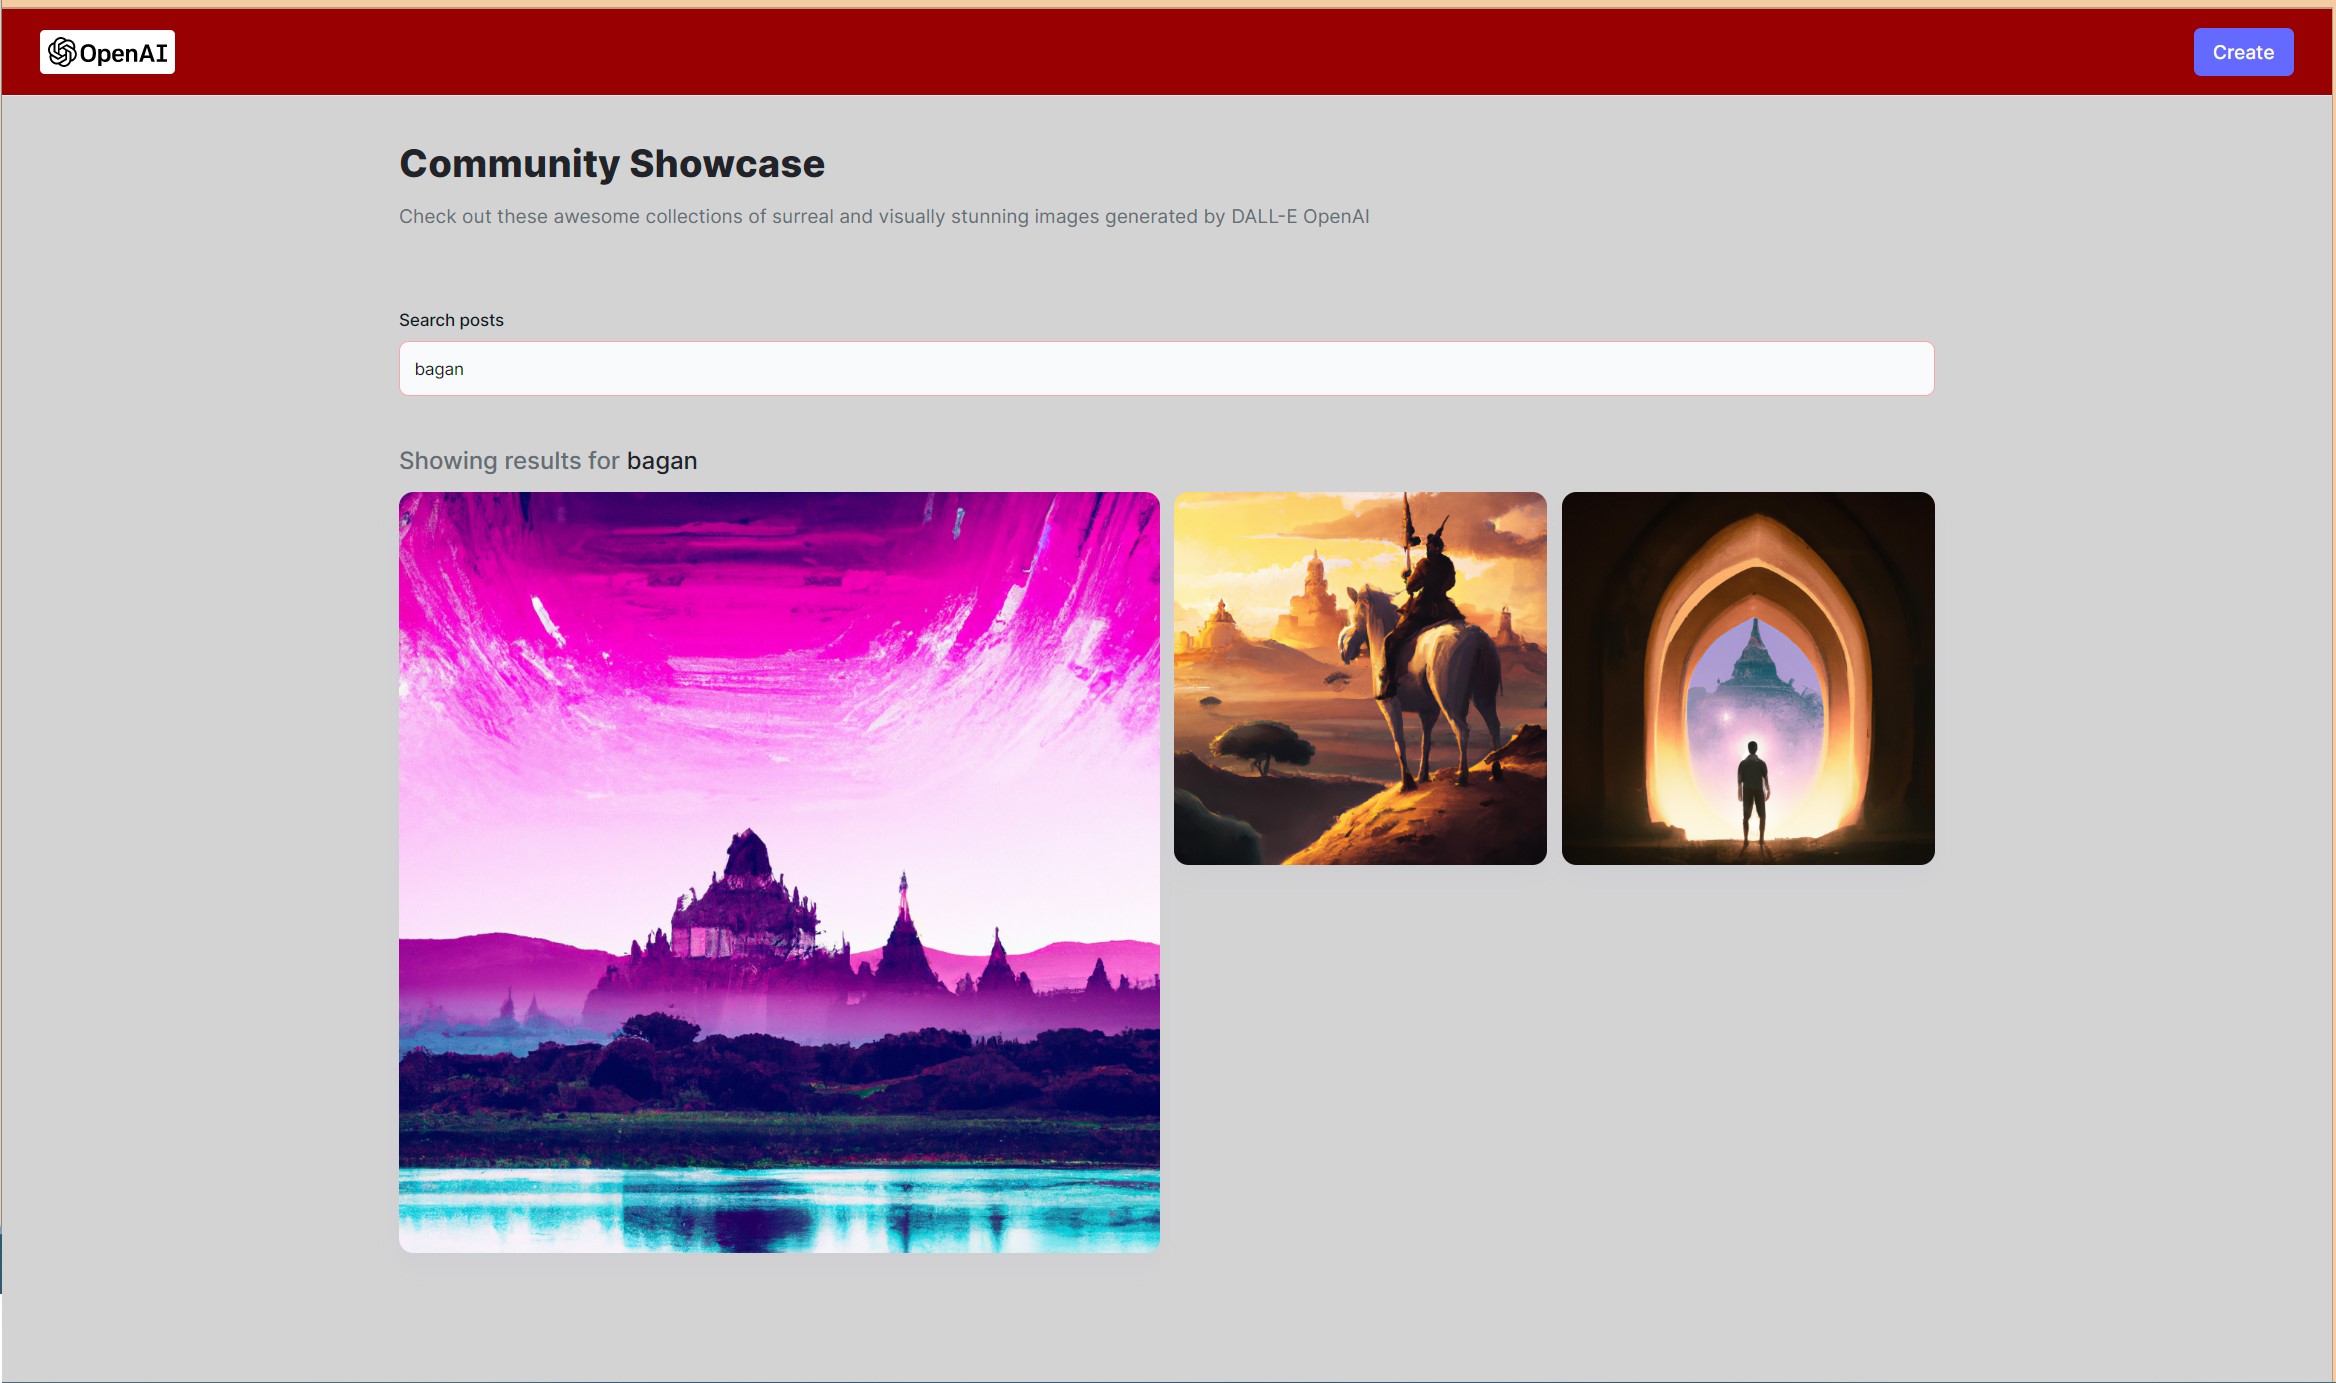 OpenAI
Create
Community Showcase
Check out these awesome collections of surreal and visually stunning images generated by DALL-E OpenAI
Search posts
bagan
Showing results for bagan